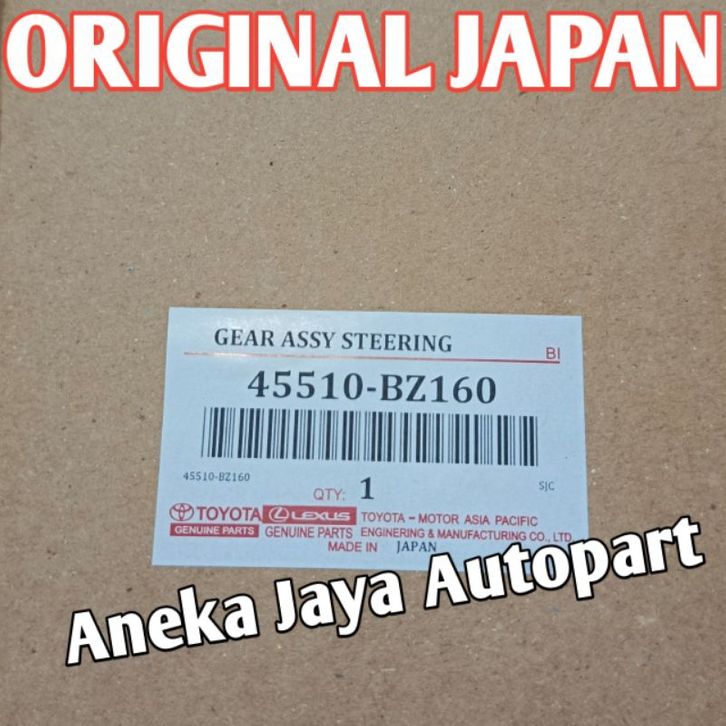 ORIGINAL JAPAN
GEAR ASSY STEERING
BI
45510-BZ160
45510-BZ160
QTY: 1
SJC
TOYOTA LEXUS TOYOTA - MOTOR ASIA PACIFIC
GENUINE PARTS GENUINE PARTS ENGINERING & MANUFACTURING CO., LTD
MADE IN JAPAN
Aneka Jaya Autopart